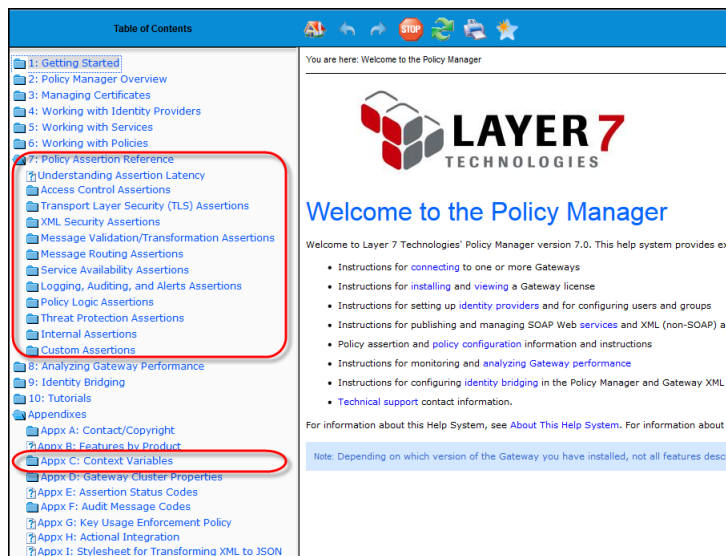 Table of Contents
STOP
1: Getting Started
2: Policy Manager Overview
3: Managing Certificates
4: Working with Identity Providers
5: Working with Services
6: Working with Policies
7: Policy Assertion Reference
Understanding Assertion Latency
Access Control Assertions
Transport Layer Security (TLS) Assertions
XML Security Assertions
Message Validation/Transformation Assertions
Message Routing Assertions
Service Availability Assertions
Logging, Auditing, and Alerts Assertions
Policy Logic Assertions
Threat Protection Assertions
Internal Assertions
Custom Assertions
8: Analyzing Gateway Performance
9: Identity Bridging
10: Tutorials
Appendixes
Appx A: Contact/Copyright
Appx B: Features by Product
Appx C: Context Variables
Appx D: Gateway Cluster Properties
Appx E: Assertion Status Codes
Appx F: Audit Message Codes
Appx G: Key Usage Enforcement Policy
Appx H: Actional Integration
Appx I: Stylesheet for Transforming XML to JSON
You are here: Welcome to the Policy Manager
LAYER 7
TECHNOLOGIES
Welcome to the Policy Manager
Welcome to Layer 7 Technologies' Policy Manager version 7.0. This help system provides ex
• Instructions for connecting to one or more Gateways
• Instructions for installing and viewing a Gateway license
• Instructions for setting up identity providers and for configuring users and groups
• Instructions for publishing and managing SOAP Web services and XML (non-SOAP) a
• Policy assertion and policy configuration information and instructions
• Instructions for monitoring and analyzing Gateway performance
• Instructions for configuring identity bridging in the Policy Manager and Gateway XML
• Technical support contact information.
For information about this Help System, see About This Help System. For information about
Note: Depending on which version of the Gateway you have installed, not all features desc